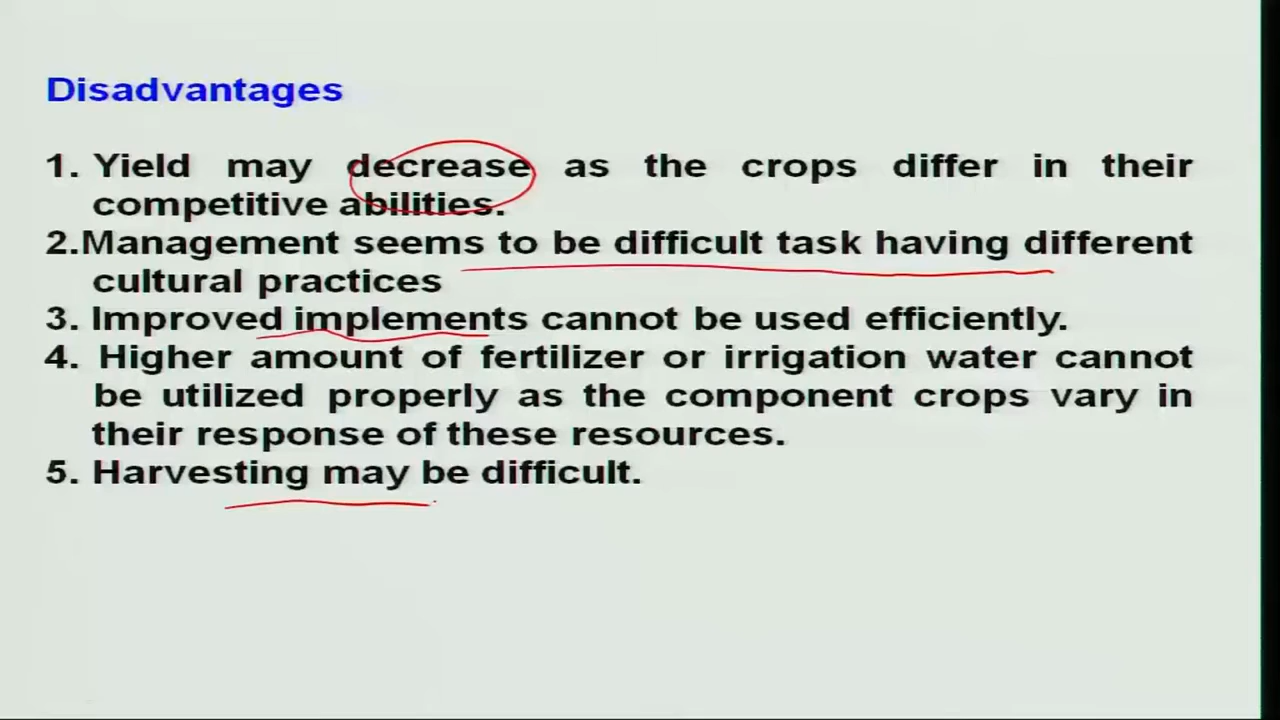 Disadvantages
1. Yield may decrease as the crops differ in their
competitive abilities.
2.Management seems to be difficult task having different
cultural practices
3. Improved implements cannot be used efficiently.
4. Higher amount of fertilizer or irrigation water cannot
be utilized properly as the component crops vary in
their response of these resources.
5. Harvesting may be difficult.